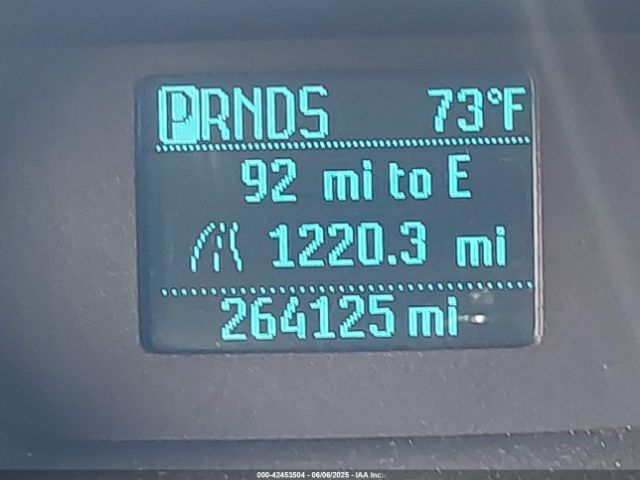 PRNDS 73°F
92 mi to E
1220.3 mi
264125 mi
000-42453504 - 06/06/2025 - IAA Inc.